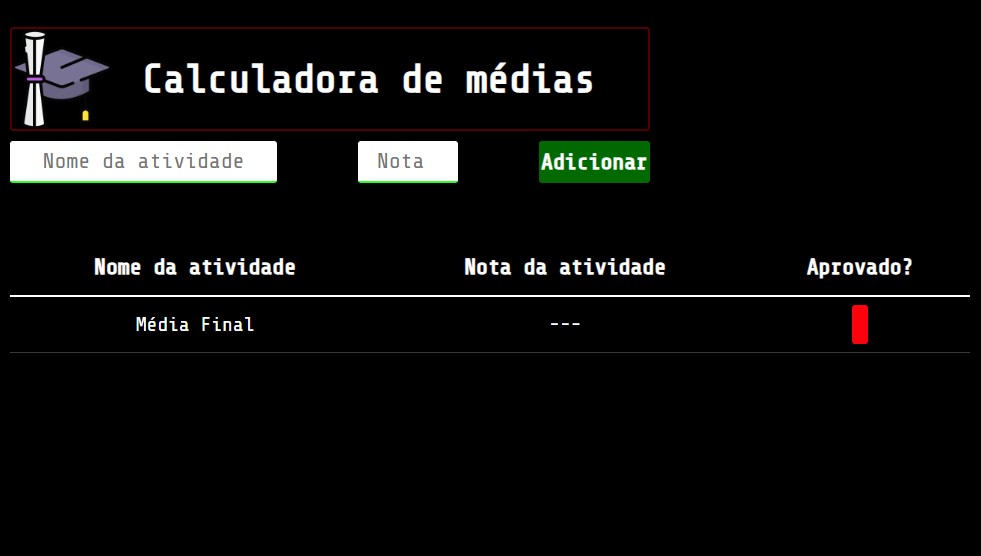 Calculadora de médias
Nome da atividade Nota Adicionar
Nome da atividade Nota da atividade Aprovado?
Média Final ---